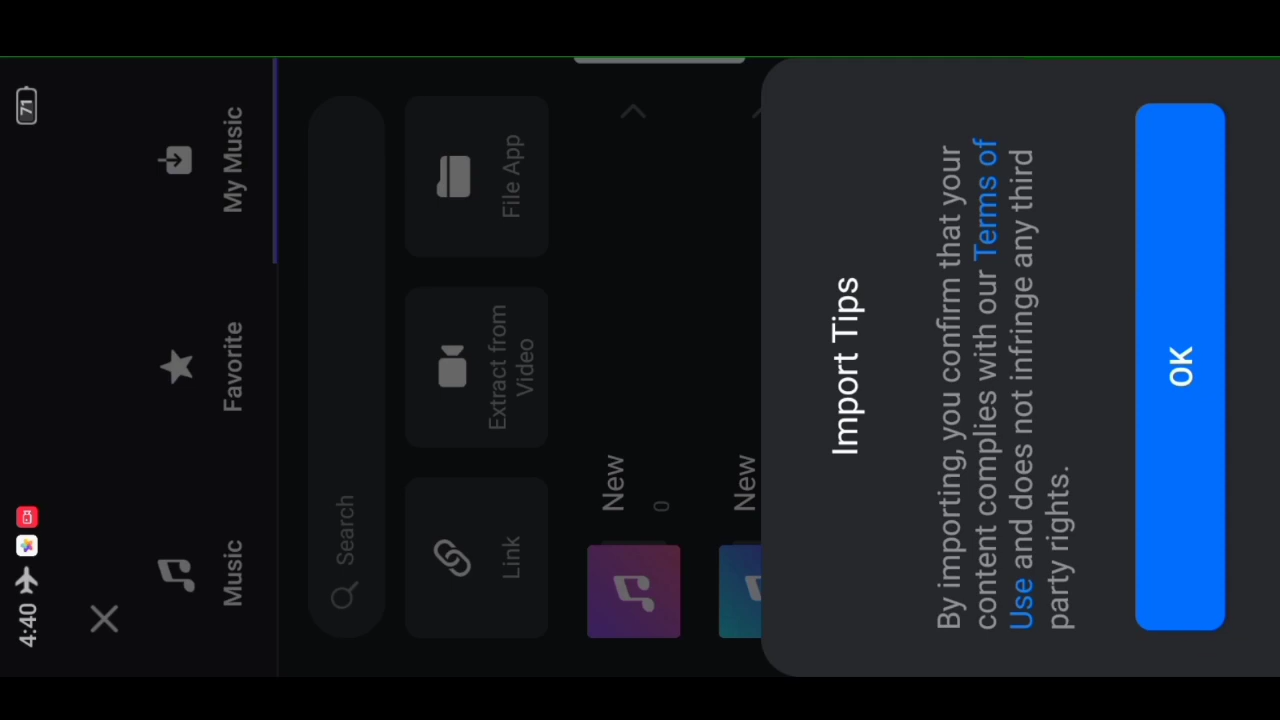 4:40
71
Music
Favorite
My Music
Search
Link
Extract from
Video
File App
New
0
New
Import Tips
By importing, you confirm that your
content complies with our Terms of
Use and does not infringe any third
party rights.
OK